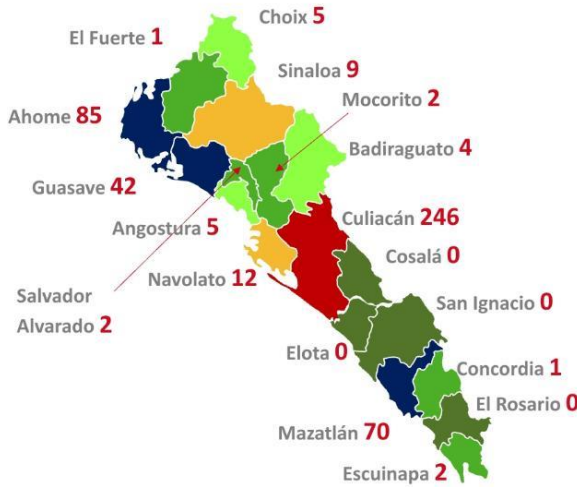 Choix 5
El Fuerte 1
Sinaloa 9
Mocorito 2
Ahome 85
Badiraguato 4
Guasave 42
Culiacán 246
Angostura 5
Cosalá 0
Navolato 12
Salvador
Alvarado 2
San Ignacio 0
Elota 0
Concordia 1
El Rosario 0
Mazatlán 70
Escuinapa 2